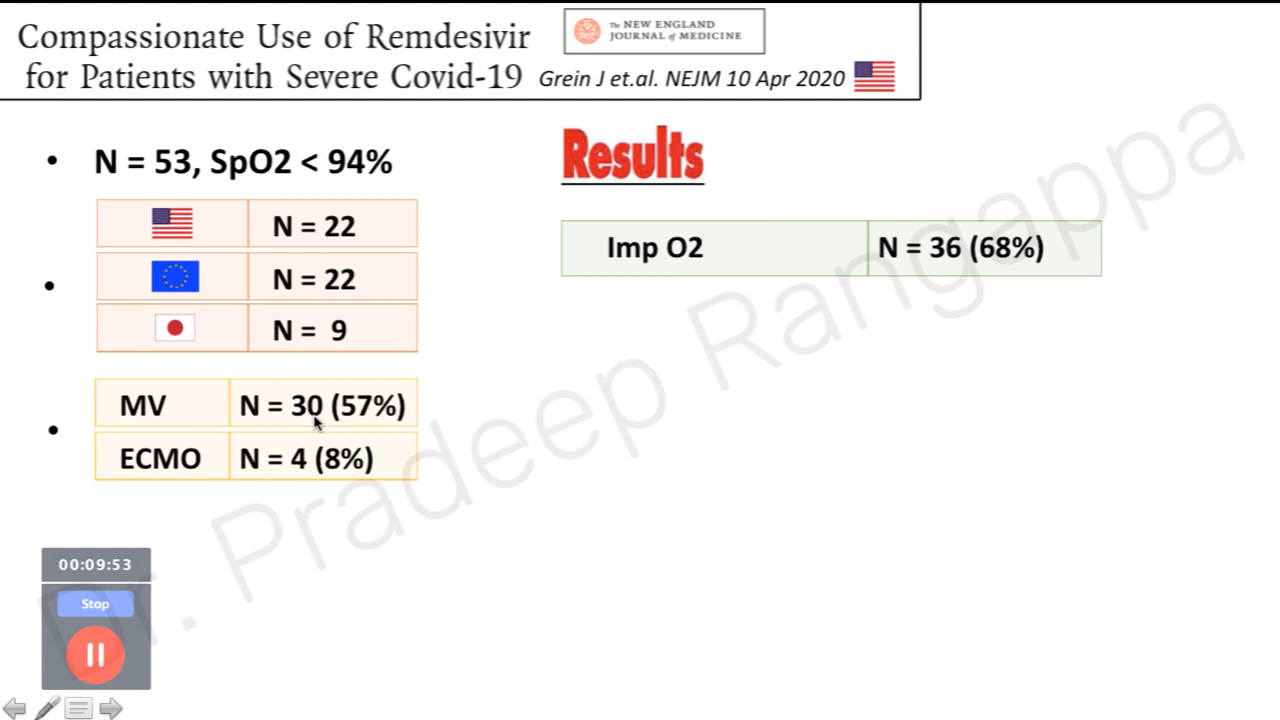 Compassionate Use of Remdesivir
for Patients with Severe Covid-19
The NEW ENGLAND
JOURNAL of MEDICINE
Grein J et.al. NEJM 10 Apr 2020
• N = 53, SpO2 < 94%
N = 22
N = 22
N = 9
MV N = 30 (57%)
ECMO N = 4 (8%)
Results
Imp O2 N = 36 (68%)
Dr. Pradeep Rangappa
00:09:53
Stop